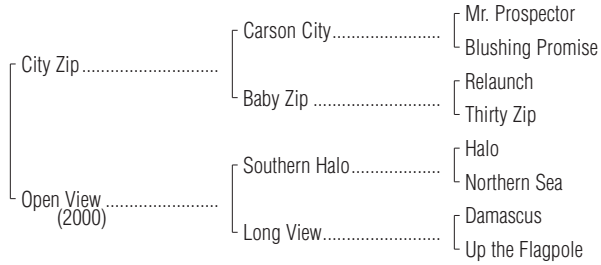 Mr. Prospector
Carson City
Blushing Promise
City Zip
Relaunch
Baby Zip
Thirty Zip
Halo
Southern Halo
Northern Sea
Open View
(2000)
Damascus
Long View
Up the Flagpole